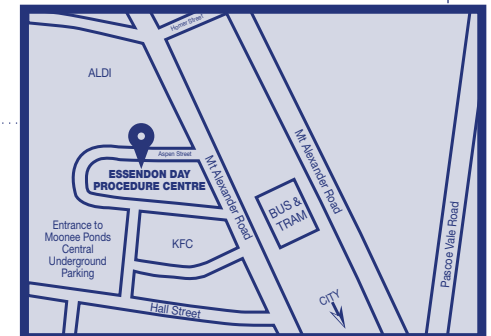 Homer Street
ALDI
Aspen Street
ESSENDON DAY
PROCEDURE CENTRE
Mt Alexander Road
Mt Alexander Road
BUS &
TRAM
Pascoe Vale Road
Entrance to
Moonee Ponds
Central
Underground
Parking
KFC
Hall Street
CITY